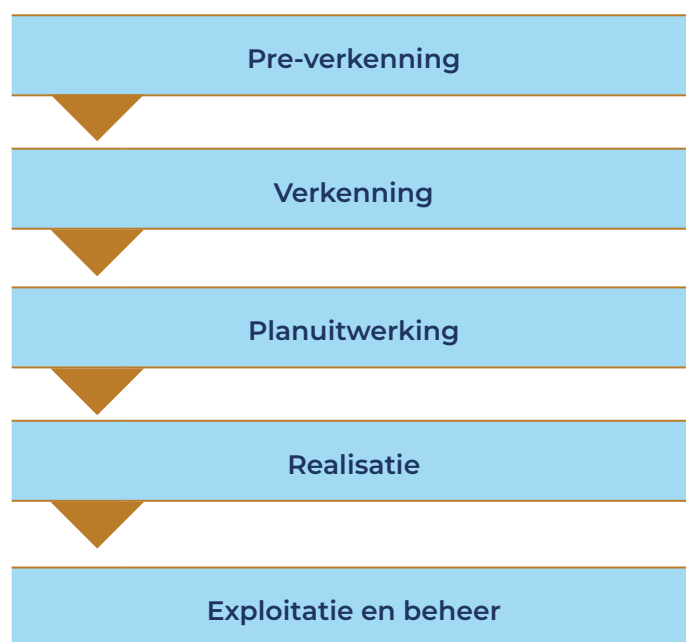 Pre-verkenning
Verkenning
Planuitwerking
Realisatie
Exploitatie en beheer